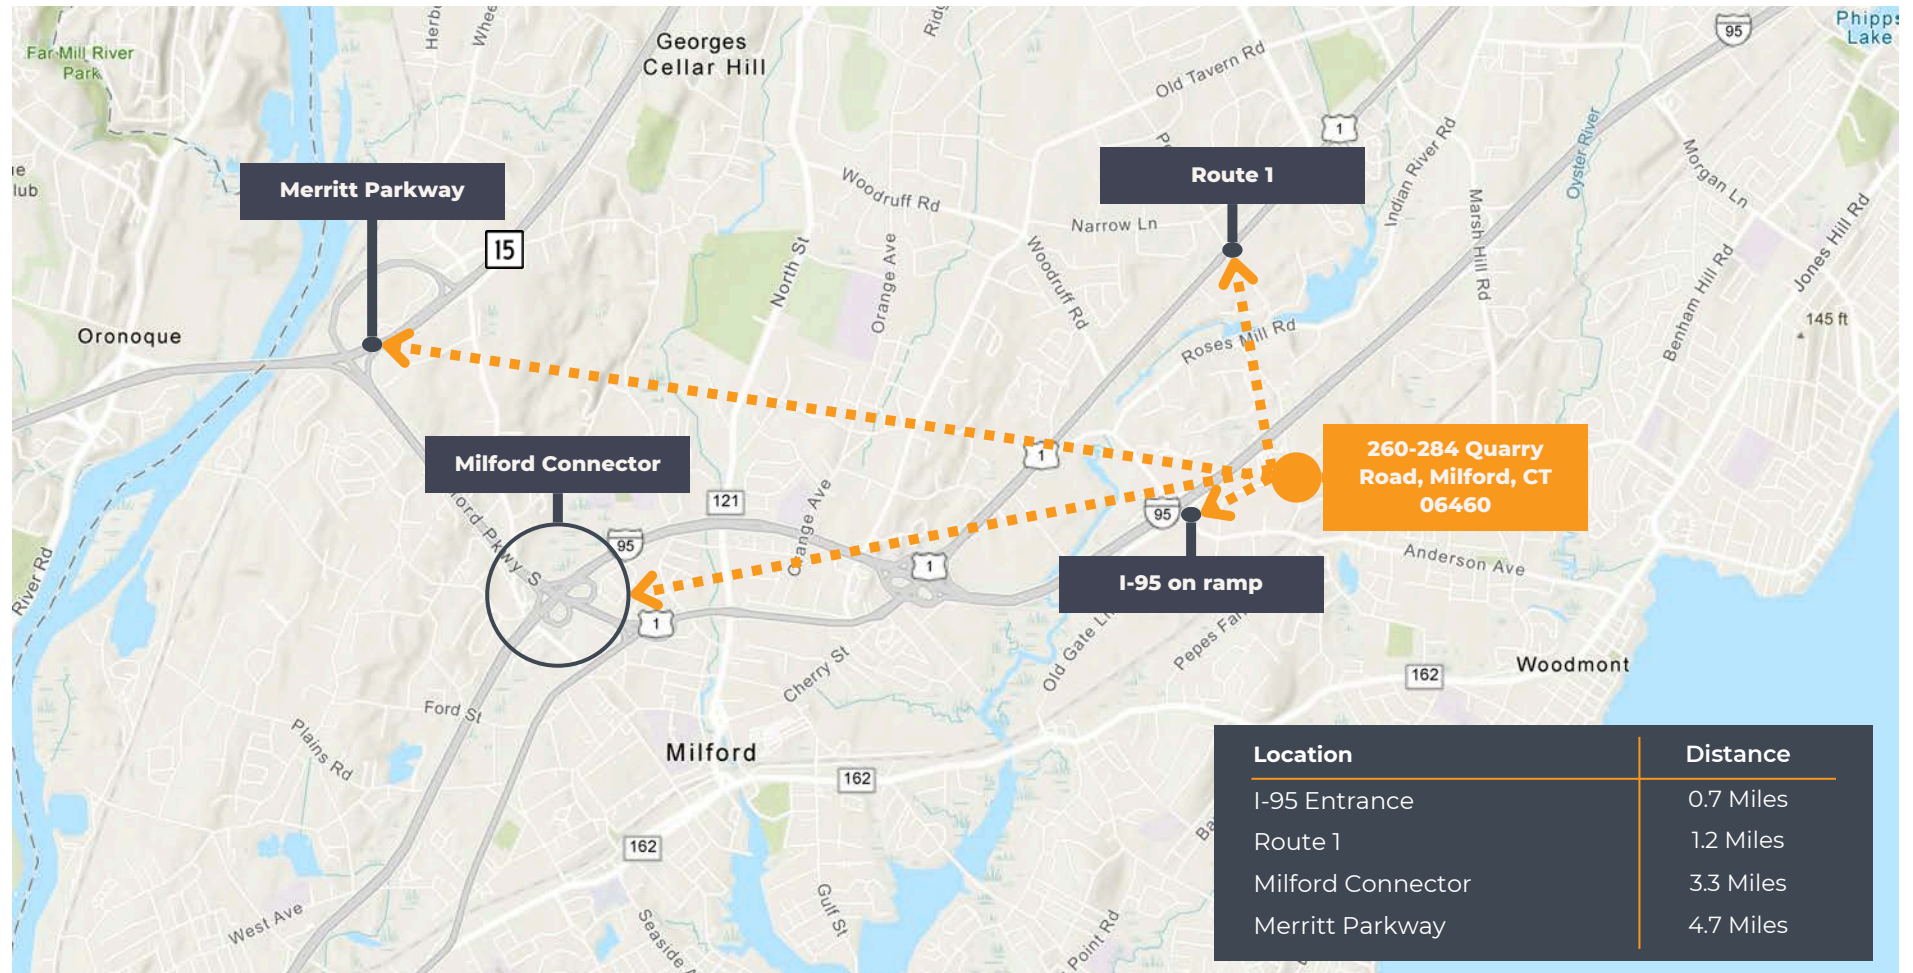 Far Mill River
Park
Georges
Cellar Hill
Old Tavern Rd
95
Phipps
Lake
1
Oyster River
Morgan Ln
Indian River Rd
Merritt Parkway
Route 1
Woodruff Rd
Narrow Ln
Marsh Hill Rd
Jones Hill Rd
15
North St
Orange Ave
Woodruff Rd
Benham Hill Rd
Oronoque
Roses Mill Rd
145 ft
Milford Connector
1
260-284 Quarry
Road, Milford, CT
06460
121
Orange Ave
95
95
ford Pkwy S
1
Anderson Ave
I-95 on ramp
River Rd
1
Old Gate Ln
Pepes Far
Cherry St
162
Woodmont
Ford St
Plains Rd
Milford
162
162
West Ave
Seaside
Gulf St
Point Rd
Location Distance
I-95 Entrance 0.7 Miles
Route 1 1.2 Miles
Milford Connector 3.3 Miles
Merritt Parkway 4.7 Miles